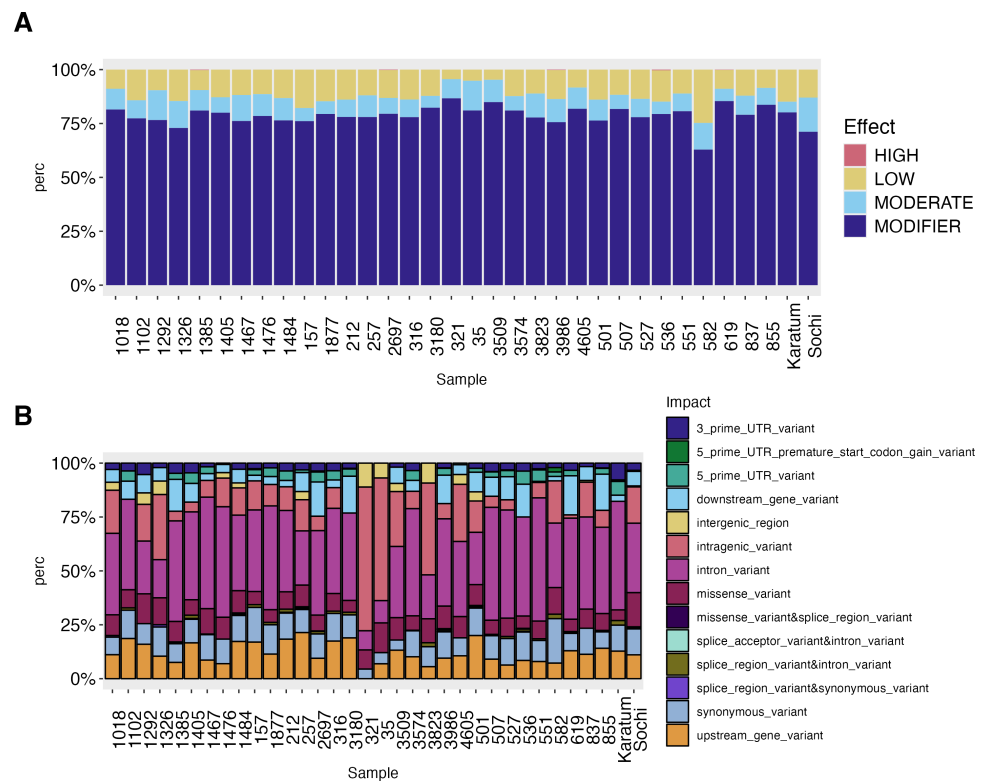 A
100%
75%
50%
25%
0%
perc
1018
1102
1292
1326
1385
1405
1467
1476
1484
157
1877
212
257
2697
316
3180
321
35
3509
3574
3823
3986
4605
501
507
527
536
551
582
619
837
855
Karatum
Sochi
Sample
Effect
HIGH
LOW
MODERATE
MODIFIER
B
100%
75%
50%
25%
0%
perc
1018
1102
1292
1326
1385
1405
1467
1476
1484
157
1877
212
257
2697
316
3180
321
35
3509
3574
3823
3986
4605
501
507
527
536
551
582
619
837
855
Karatum
Sochi
Sample
Impact
3_prime_UTR_variant
5_prime_UTR_premature_start_codon_gain_variant
5_prime_UTR_variant
downstream_gene_variant
intergenic_region
intragenic_variant
intron_variant
missense_variant
missense_variant&splice_region_variant
splice_acceptor_variant&intron_variant
splice_region_variant&intron_variant
splice_region_variant&synonymous_variant
synonymous_variant
upstream_gene_variant